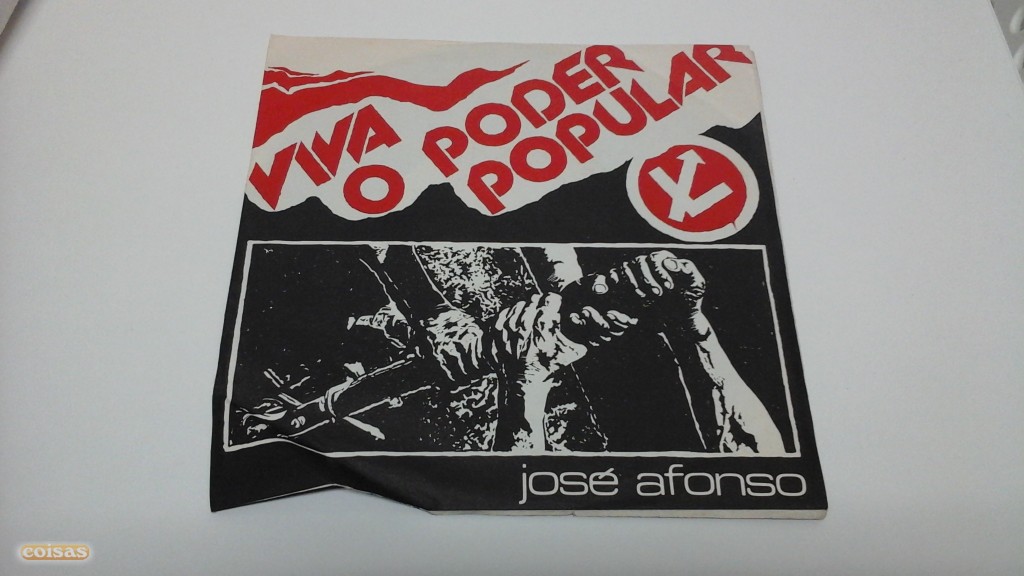 VIVA
O PODER
POPULAR
josé afonso
coisas